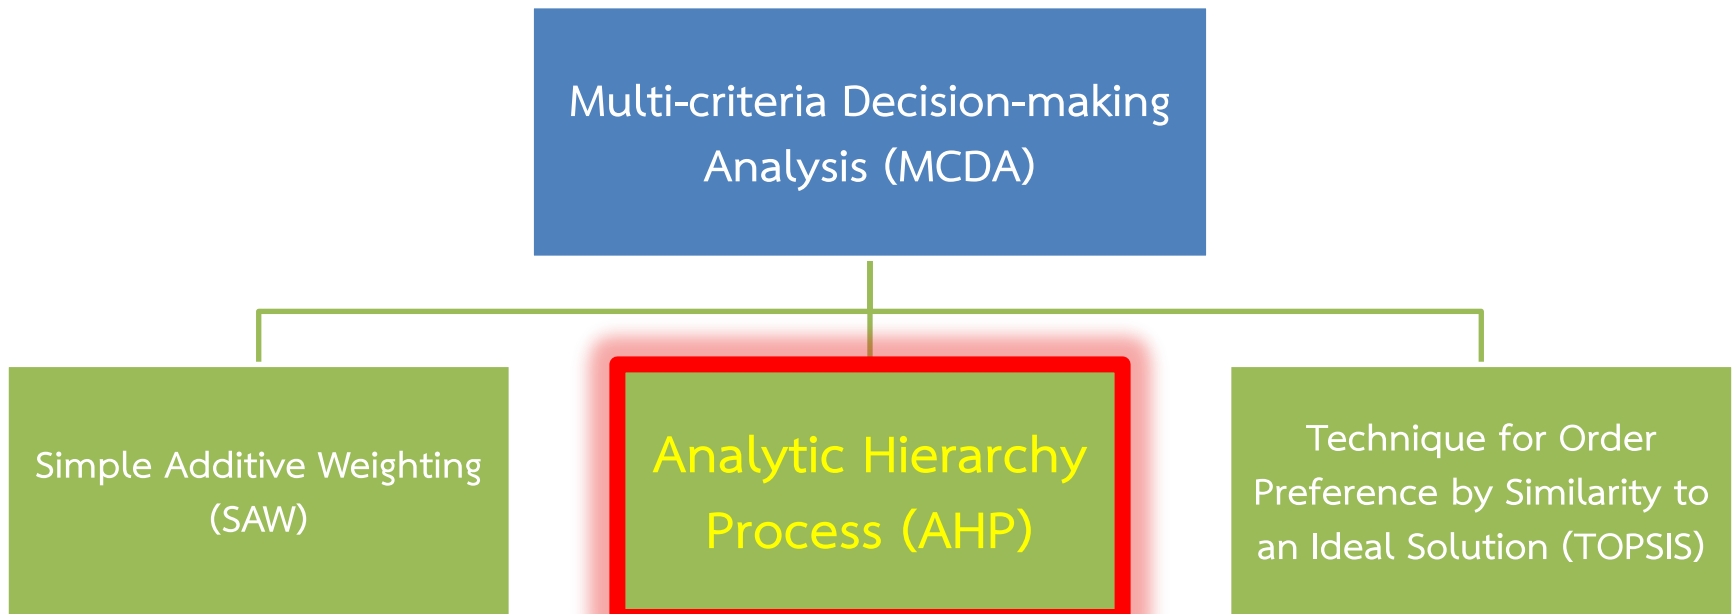 Multi-criteria Decision-making
Analysis (MCDA)
Simple Additive Weighting
(SAW)
Analytic Hierarchy
Process (AHP)
Technique for Order
Preference by Similarity to
an Ideal Solution (TOPSIS)